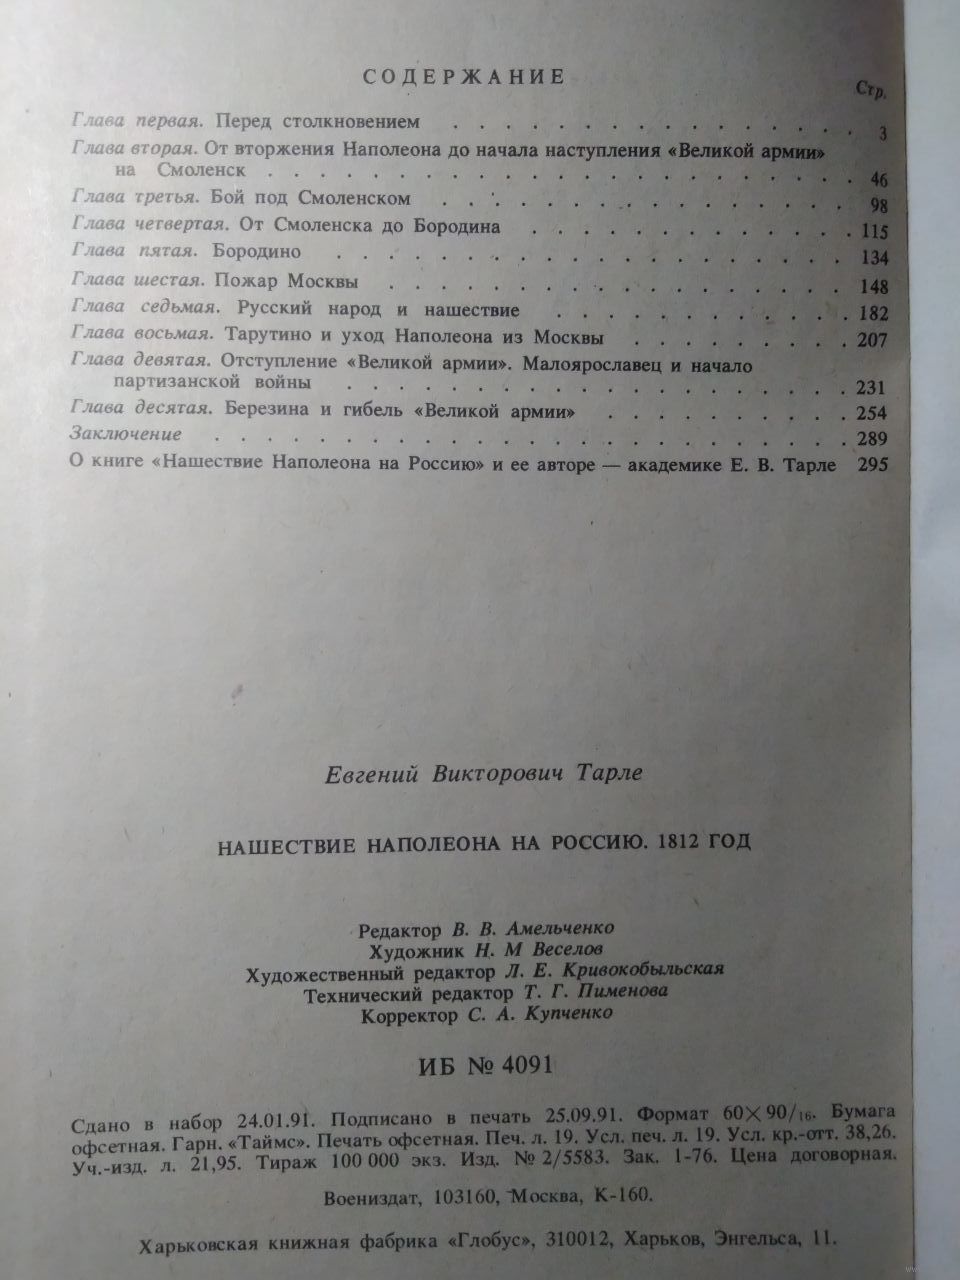 СОДЕРЖАНИЕ
Стр.
Глава первая. Перед столкновением . . . . . . . . . . . . . . . . 3
Глава вторая. От вторжения Наполеона до начала наступления «Великой армии»
на Смоленск . . . . . . . . . . . . . . . . . . . . . . . 46
Глава третья. Бой под Смоленском . . . . . . . . . . . . . . . . 98
Глава четвертая. От Смоленска до Бородина . . . . . . . . . . . . . 115
Глава пятая. Бородино . . . . . . . . . . . . . . . . . . . . 134
Глава шестая. Пожар Москвы . . . . . . . . . . . . . . . . . . 148
Глава седьмая. Русский народ и нашествие . . . . . . . . . . . . 182
Глава восьмая. Тарутино и уход Наполеона из Москвы . . . . . . . . . 207
Глава девятая. Отступление «Великой армии». Малоярославец и начало
партизанской войны . . . . . . . . . . . . . . . . . . . . 231
Глава десятая. Березина и гибель «Великой армии» . . . . . . . . . . 254
Заключение . . . . . . . . . . . . . . . . . . . . . . . . . 289
О книге «Нашествие Наполеона на Россию» и ее авторе — академике Е. В. Тарле 295
Евгений Викторович Тарле
НАШЕСТВИЕ НАПОЛЕОНА НА РОССИЮ. 1812 ГОД
Редактор В. В. Амельченко
Художник Н. М Веселов
Художественный редактор Л. Е. Кривокобыльская
Технический редактор Т. Г. Пименова
Корректор С. А. Купченко
ИБ № 4091
Сдано в набор 24.01.91. Подписано в печать 25.09.91. Формат 60×90/16. Бумага
офсетная. Гарн. «Таймс». Печать офсетная. Печ. л. 19. Усл. печ. л. 19. Усл. кр.-отт. 38,26.
Уч.-изд. л. 21,95. Тираж 100 000 экз. Изд. № 2/5583. Зак. 1-76. Цена договорная.
Воениздат, 103160, Москва, К-160.
Харьковская книжная фабрика «Глобус», 310012, Харьков, Энгельса, 11.